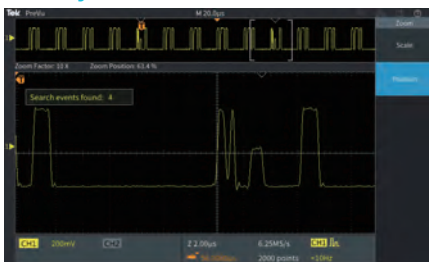 Tek PreVu M 20.0µs
Zoom
Scale
Zoom Factor: 10 X Zoom Position: 63.4 %
Position
Search events found: 4
CH1 200mV CH2 Z 2.00µs 6.25MS/s CH1
2000 points <10Hz